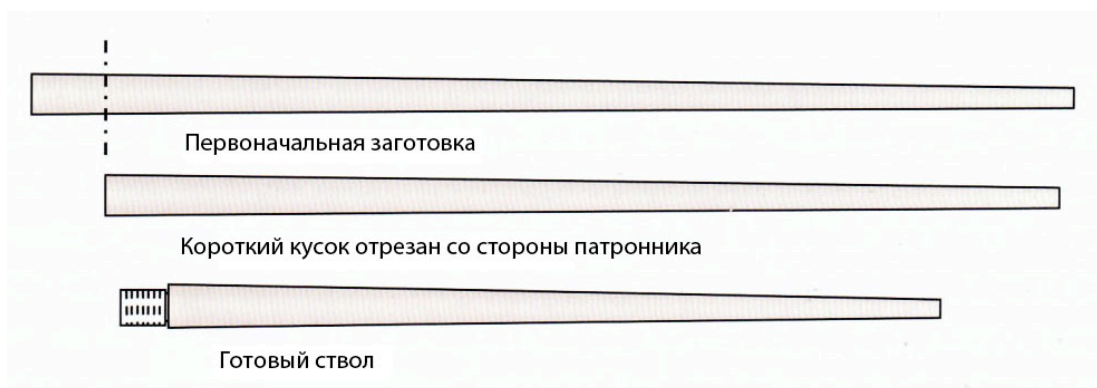 Первоначальная заготовка
Короткий кусок отрезан со стороны патронника
Готовый ствол